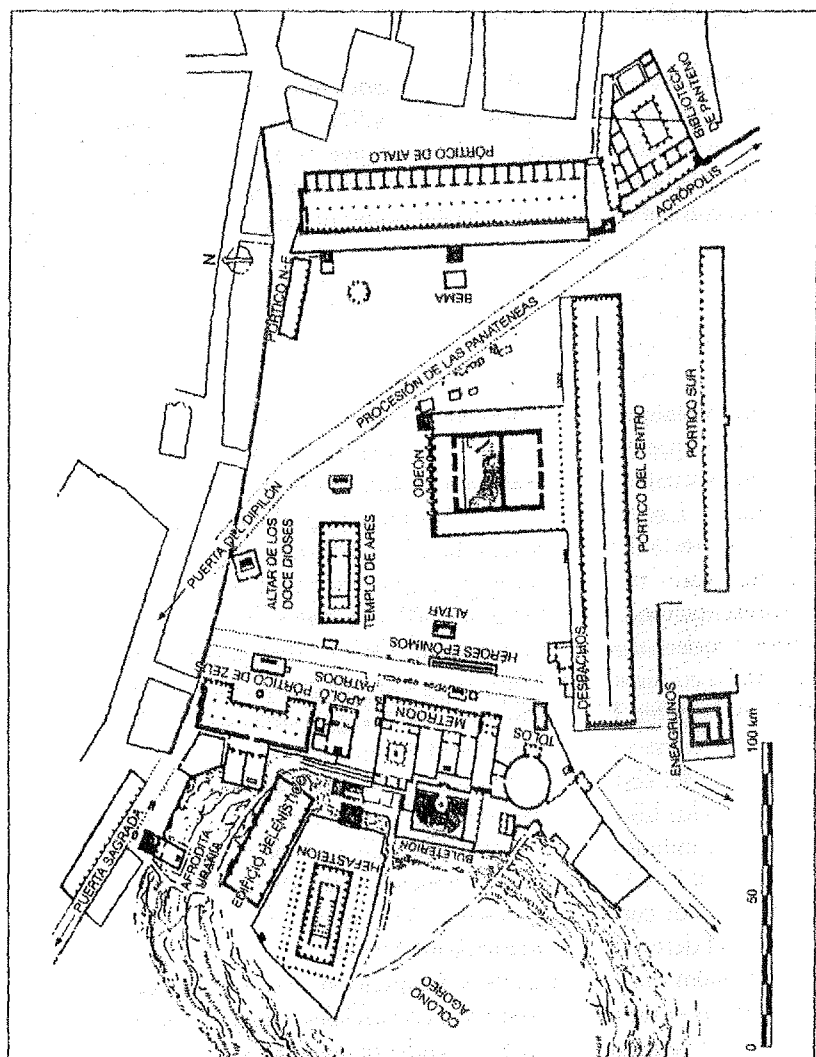 BIBLIOTECA
DE PANTENO
PÓRTICO DE ATALO
ACRÓPOLIS
N
PÓRTICO N-E
BEMA
PROCESIÓN DE LAS PANATENEAS
ODEÓN
PÓRTICO DEL CENTRO
PÓRTICO SUR
PUERTA DEL DIPILÓN
ALTAR DE LOS
DOCE DIOSES
TEMPLO DE ARES
ALTAR
HÉROES EPÓNIMOS
DESPACHOS
PÓRTICO DE ZEUS
APOLO
PATROOS
METROON
TOLOS
ENEAGRUNOS
PUERTA SAGRADA
AFRODITA
URANIA
EDIFICIO HELENÍSTICO
HEFASTEION
BULETERION
COLONO
AGOREO
0
50
100 km